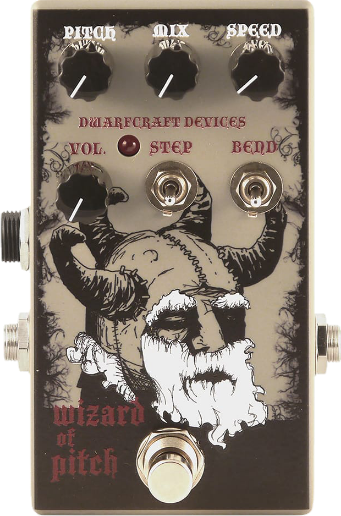 PITCH MIX SPEED
DWARFCRAFT DEVICES
VOL. STEP BEND
wizard
of
pitch